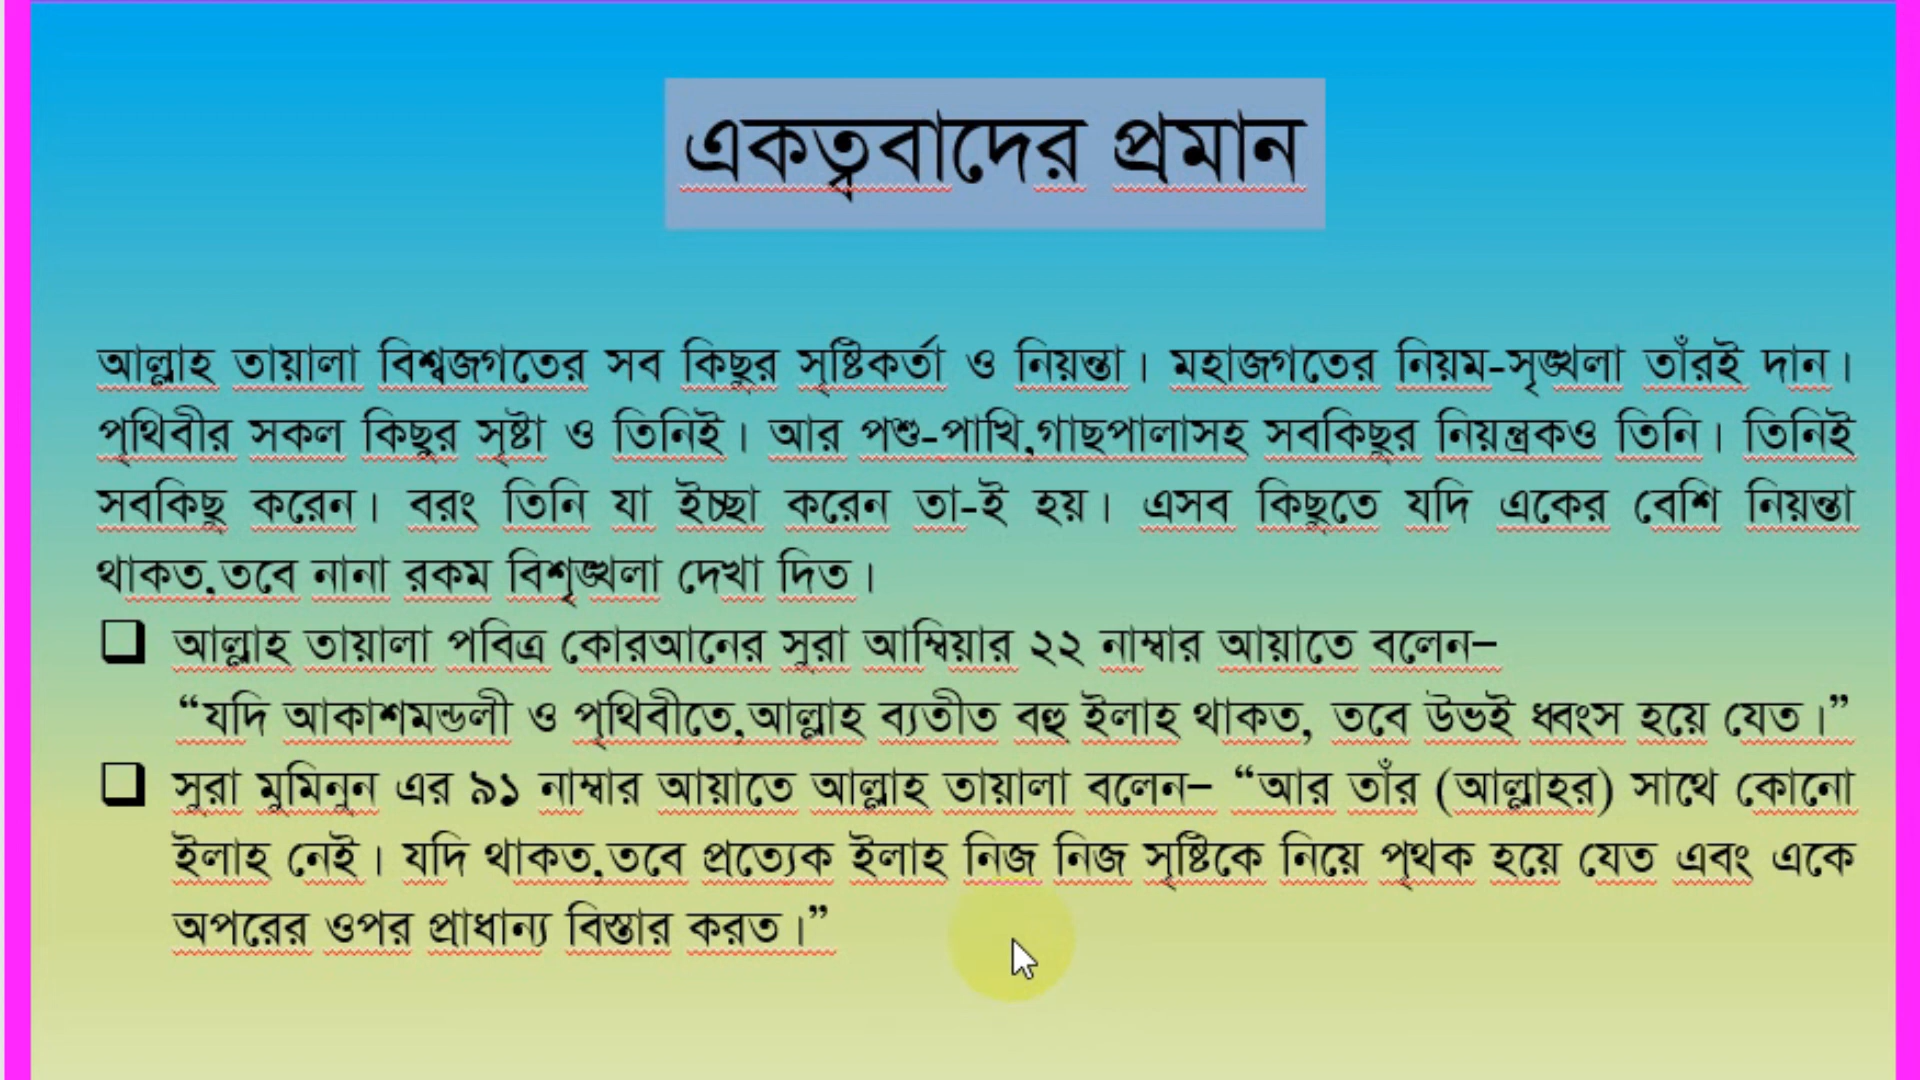 একত্ববাদের প্রমান
আল্লাহ তায়ালা বিশ্বজগতের সব কিছুর সৃষ্টিকর্তা ও নিয়ন্তা। মহাজগতের নিয়ম-সৃঙ্খলা তাঁরই দান।
পৃথিবীর সকল কিছুর সৃষ্টা ও তিনিই। আর পশু-পাখি,গাছপালাসহ সবকিছুর নিয়ন্ত্রকও তিনি। তিনিই
সবকিছু করেন। বরং তিনি যা ইচ্ছা করেন তা-ই হয়। এসব কিছুতে যদি একের বেশি নিয়ন্তা
থাকত,তবে নানা রকম বিশৃঙ্খলা দেখা দিত।
❑ আল্লাহ তায়ালা পবিত্র কোরআনের সুরা আম্বিয়ার ২২ নাম্বার আয়াতে বলেন–
“যদি আকাশমন্ডলী ও পৃথিবীতে,আল্লাহ ব্যতীত বহু ইলাহ থাকত, তবে উভই ধ্বংস হয়ে যেত।”
❑ সুরা মুমিনুন এর ৯১ নাম্বার আয়াতে আল্লাহ তায়ালা বলেন– “আর তাঁর (আল্লাহর) সাথে কোনো
ইলাহ নেই। যদি থাকত,তবে প্রত্যেক ইলাহ নিজ নিজ সৃষ্টিকে নিয়ে পৃথক হয়ে যেত এবং একে
অপরের ওপর প্রাধান্য বিস্তার করত।”